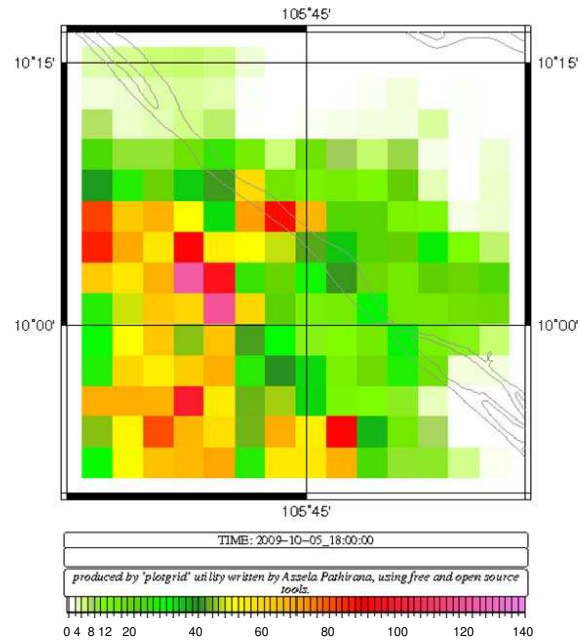 105°45'
10°15' 10°15'
10°00' 10°00'
105°45'
TIME: 2009-10-05_18:00:00
produced by 'plotgrid' utility written by Assela Pathirana, using free and open source
tools.
0 4 8 12 20 40 60 80 100 120 140